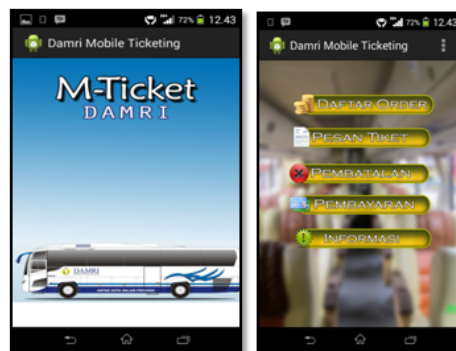 72% 12.43
Damri Mobile Ticketing
M-Ticket
DAMRI
DAMRI
72% 12.43
Damri Mobile Ticketing
DAFTAR ORDER
PESAN TIKET
PEMBATALAN
PEMBAYARAN
INFORMASI